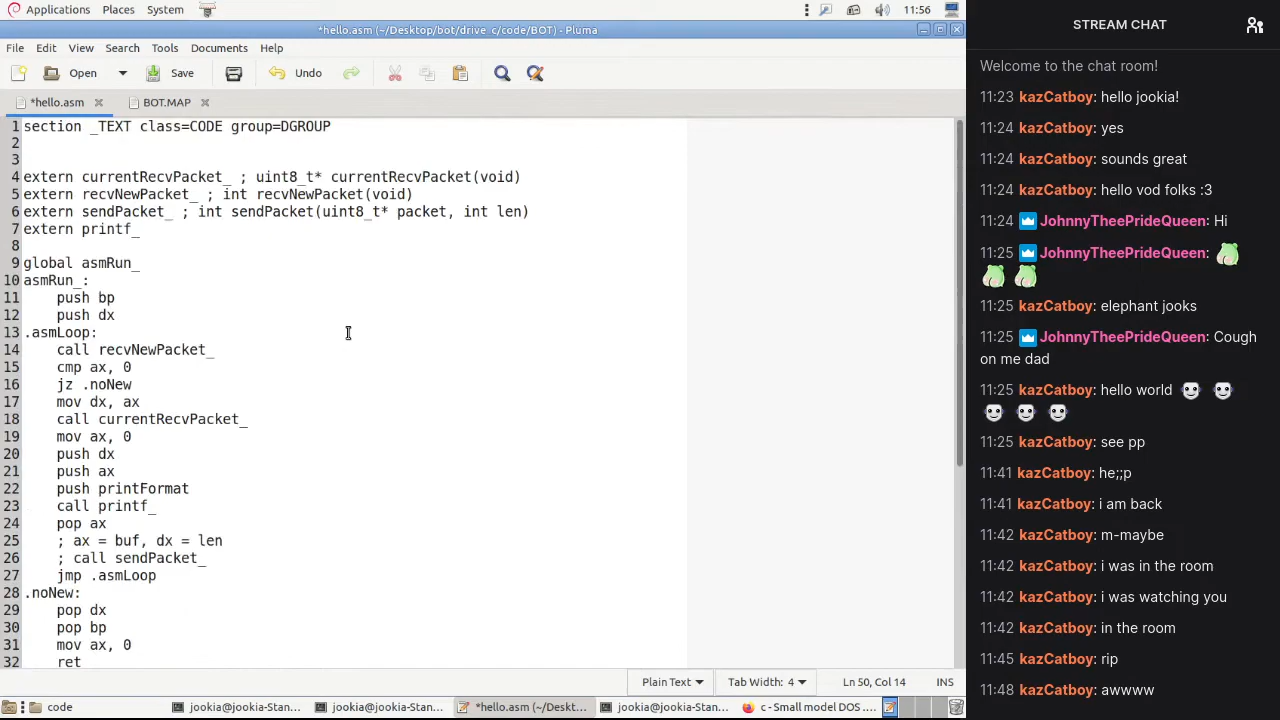 Applications Places System 11:56
*hello.asm (~/Desktop/bot/drive_c/code/BOT) - Pluma
File Edit View Search Tools Documents Help
Open Save Undo
*hello.asm BOT.MAP
1 section _TEXT class=CODE group=DGROUP
2
3
4 extern currentRecvPacket_ ; uint8_t* currentRecvPacket(void)
5 extern recvNewPacket_ ; int recvNewPacket(void)
6 extern sendPacket_ ; int sendPacket(uint8_t* packet, int len)
7 extern printf_
8
9 global asmRun_
10 asmRun_:
11 push bp
12 push dx
13 .asmLoop:
14 call recvNewPacket_
15 cmp ax, 0
16 jz .noNew
17 mov dx, ax
18 call currentRecvPacket_
19 mov ax, 0
20 push dx
21 push ax
22 push printFormat
23 call printf_
24 pop ax
25 ; ax = buf, dx = len
26 ; call sendPacket_
27 jmp .asmLoop
28 .noNew:
29 pop dx
30 pop bp
31 mov ax, 0
32 ret
Plain Text Tab Width: 4 Ln 50, Col 14 INS
code jookia@jookia-Stan... jookia@jookia-Stan... *hello.asm (~/Deskt... jookia@jookia-Stan... c - Small model DOS ...
STREAM CHAT
Welcome to the chat room!
11:23 kazCatboy: hello jookia!
11:24 kazCatboy: yes
11:24 kazCatboy: sounds great
11:24 kazCatboy: hello vod folks :3
11:24 JohnnyTheePrideQueen: Hi
11:25 JohnnyTheePrideQueen:
11:25 kazCatboy: elephant jooks
11:25 JohnnyTheePrideQueen: Cough
on me dad
11:25 kazCatboy: hello world
11:25 kazCatboy: see pp
11:41 kazCatboy: he;;p
11:41 kazCatboy: i am back
11:42 kazCatboy: m-maybe
11:42 kazCatboy: i was in the room
11:42 kazCatboy: i was watching you
11:42 kazCatboy: in the room
11:45 kazCatboy: rip
11:48 kazCatboy: awwww